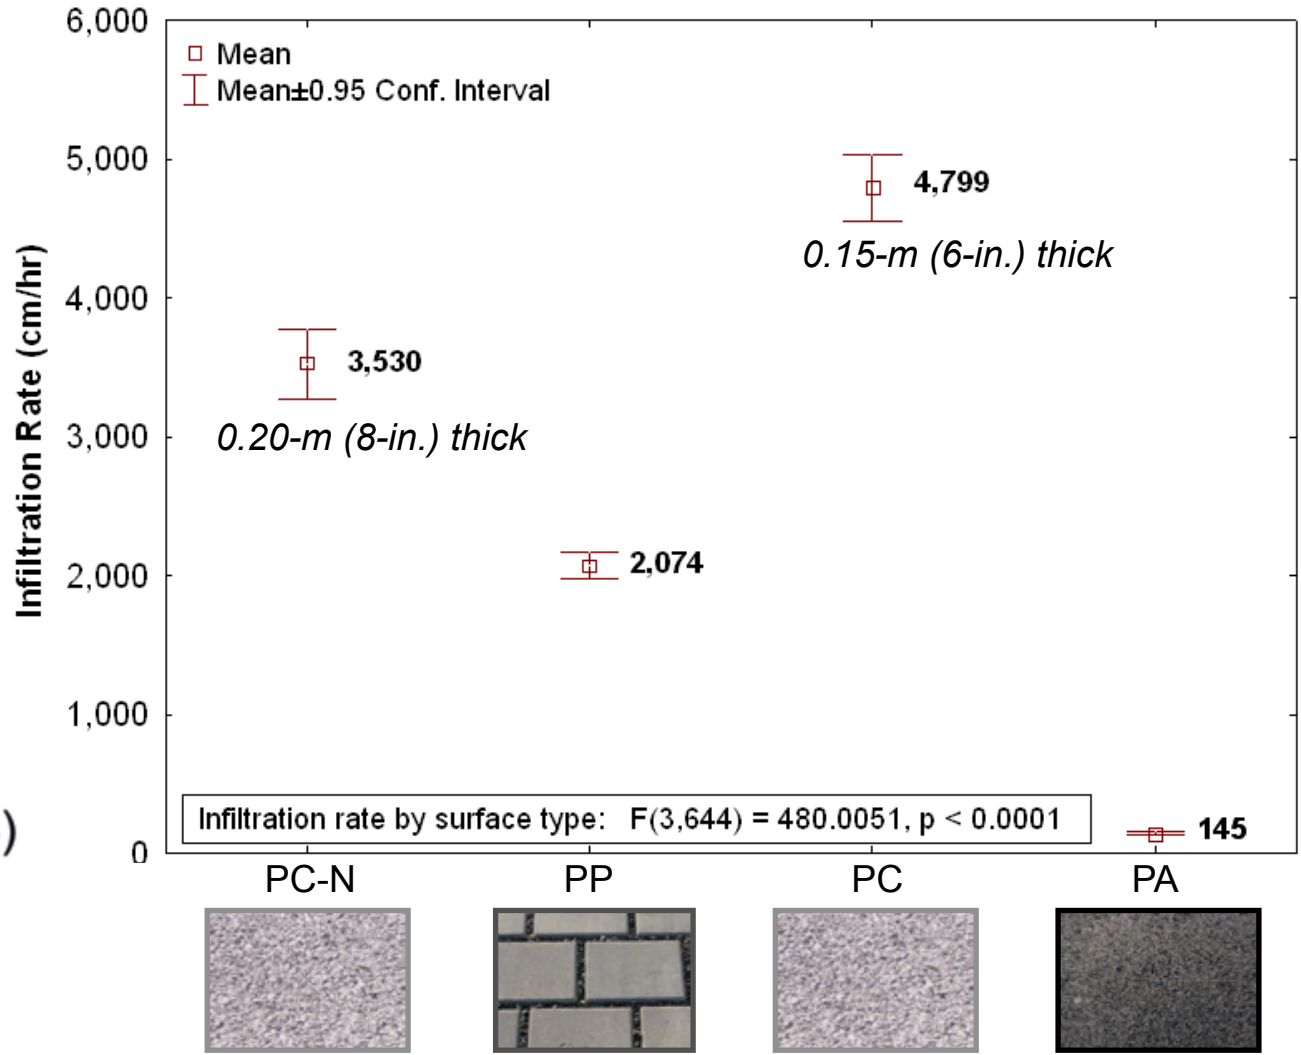 6,000
Mean
Mean±0.95 Conf. Interval
5,000
4,799
0.15-m (6-in.) thick
4,000
3,530
0.20-m (8-in.) thick
3,000
2,074
2,000
1,000
Infiltration Rate (cm/hr)
Infiltration rate by surface type: F(3,644) = 480.0051, p < 0.0001
145
)
0
PC-N PP PC PA